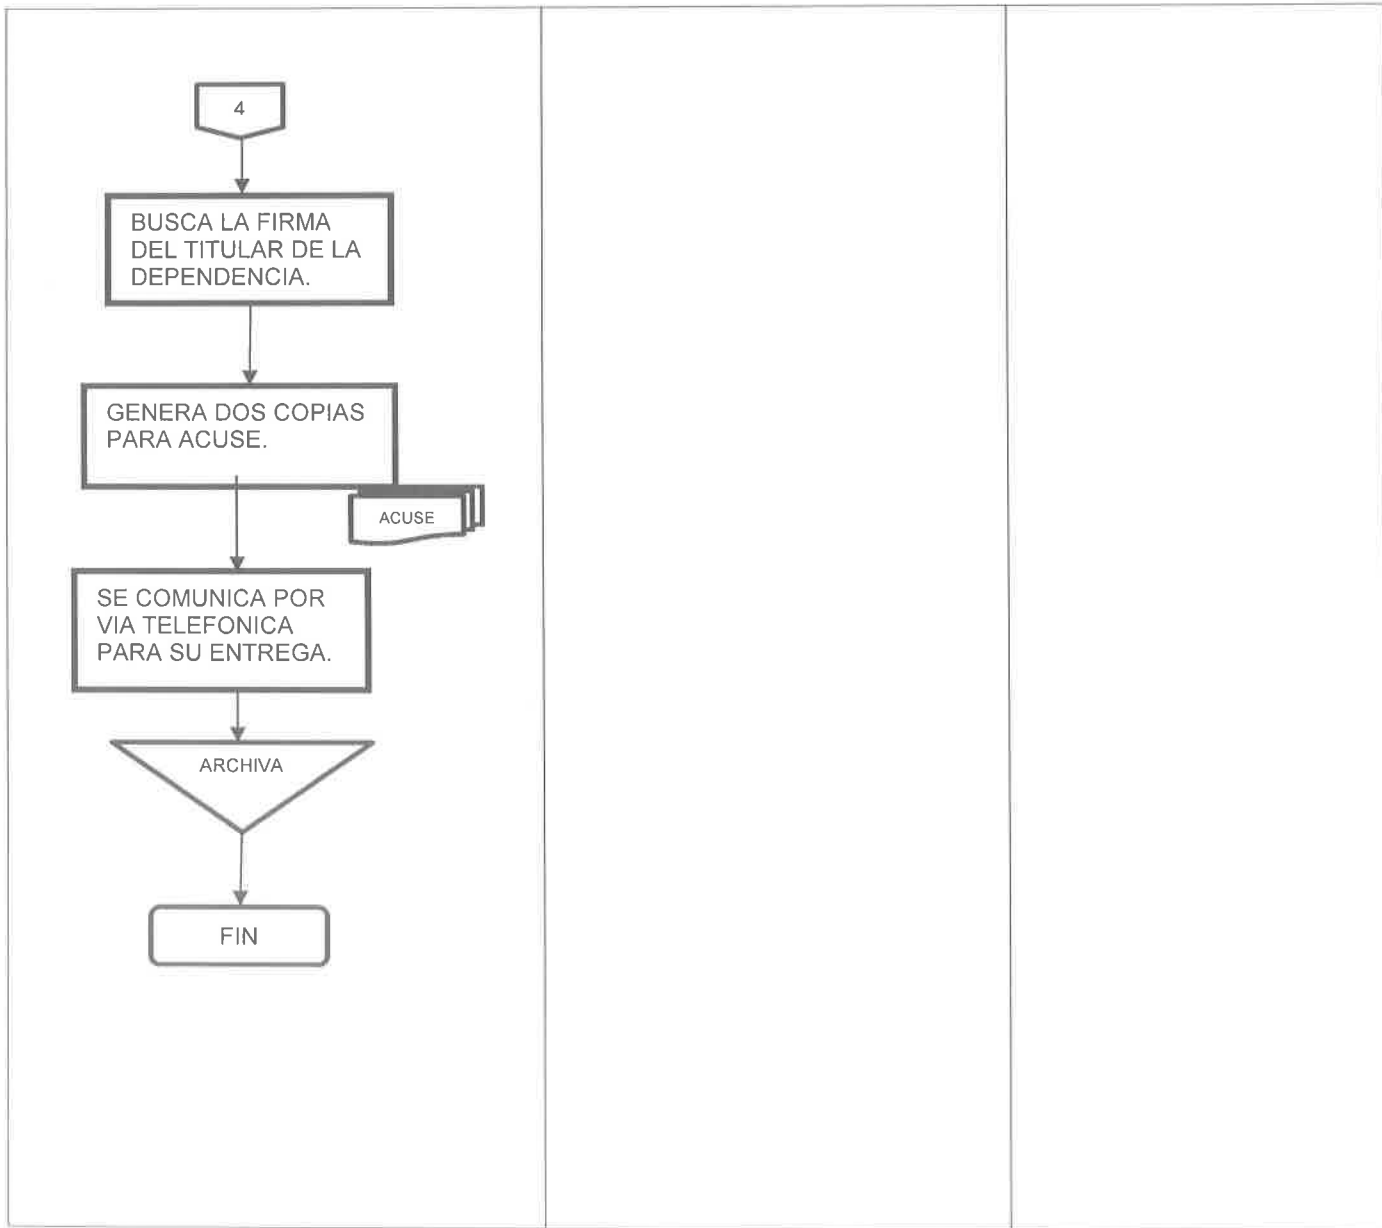 4
BUSCA LA FIRMA
DEL TITULAR DE LA
DEPENDENCIA.
GENERA DOS COPIAS
PARA ACUSE.
ACUSE
SE COMUNICA POR
VIA TELEFONICA
PARA SU ENTREGA.
ARCHIVA
FIN